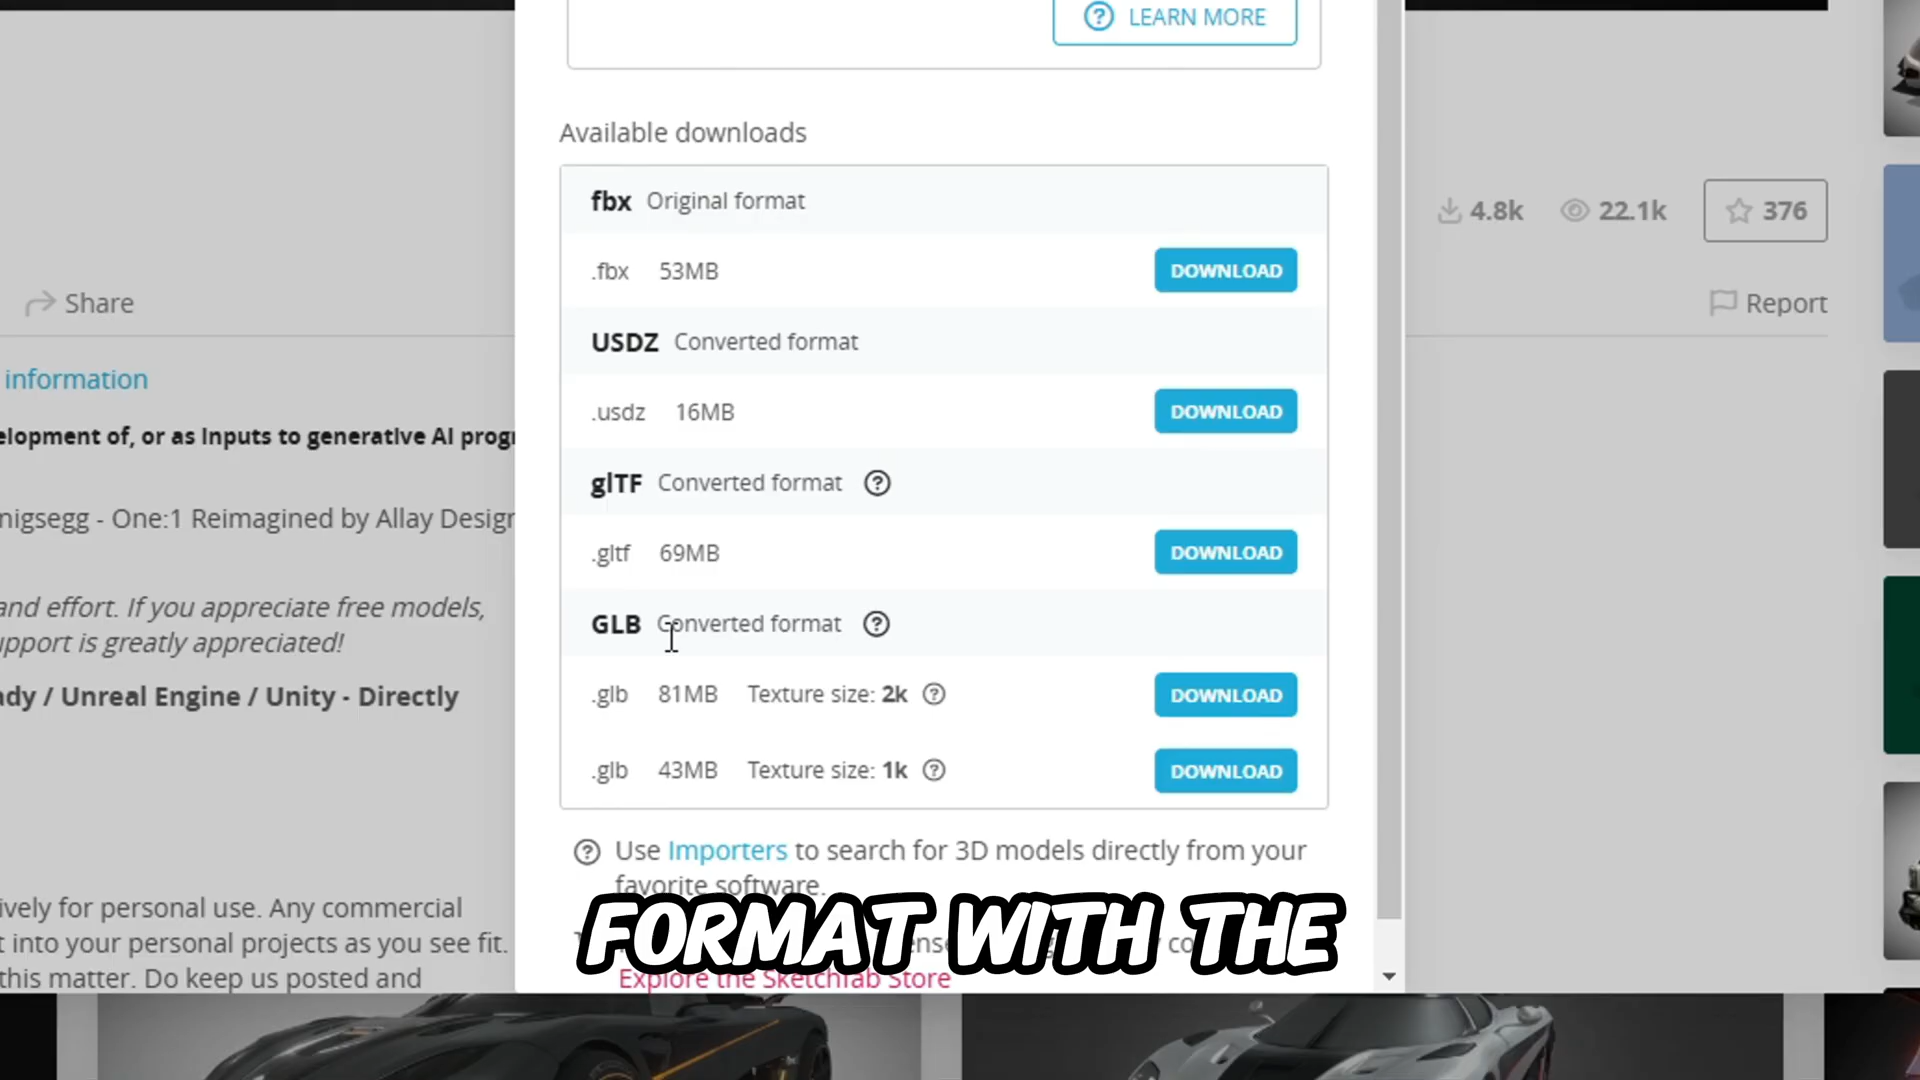 LEARN MORE
Available downloads
fbx Original format
.fbx 53MB DOWNLOAD
USDZ Converted format
.usdz 16MB DOWNLOAD
glTF Converted format
.gltf 69MB DOWNLOAD
GLB Converted format
.glb 81MB Texture size: 2k DOWNLOAD
.glb 43MB Texture size: 1k DOWNLOAD
Use Importers to search for 3D models directly from your
favorite software.
FORMAT WITH THE
Explore the Sketchfab Store
4.8k 22.1k 376
Share
Report
information
elopment of, or as inputs to generative AI progr
nigsegg - One:1 Reimagined by Allay Design
and effort. If you appreciate free models,
upport is greatly appreciated!
ady / Unreal Engine / Unity - Directly
ively for personal use. Any commercial
t into your personal projects as you see fit.
this matter. Do keep us posted and